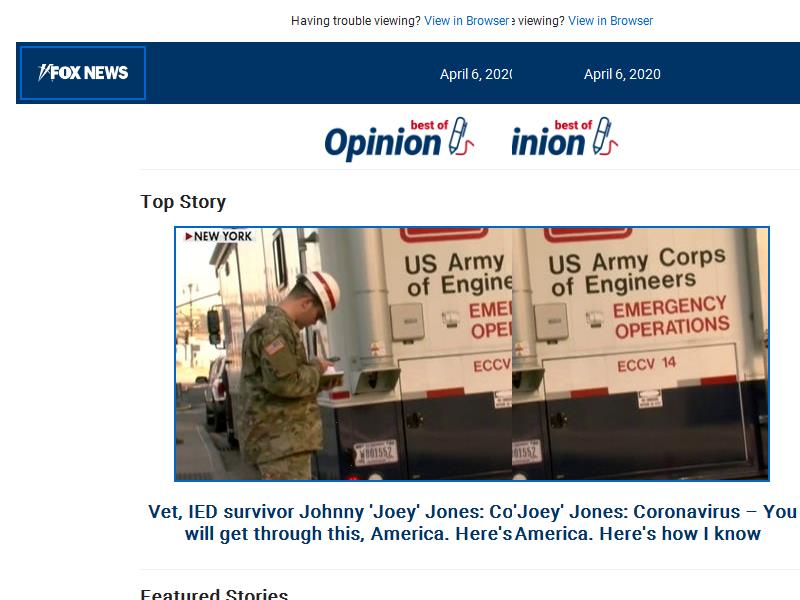 Having trouble viewing? View in Browser e viewing? View in Browser
FOX NEWS
April 6, 2020 April 6, 2020
best of best of
Opinion inion
Top Story
NEW YORK
US Army US Army Corps
of Engine of Engineers
EME EMERGENCY
OPE OPERATIONS
ECCV ECCV 14
Vet, IED survivor Johnny 'Joey' Jones: Co'Joey' Jones: Coronavirus – You
will get through this, America. Here's America. Here's how I know
Featured Stories